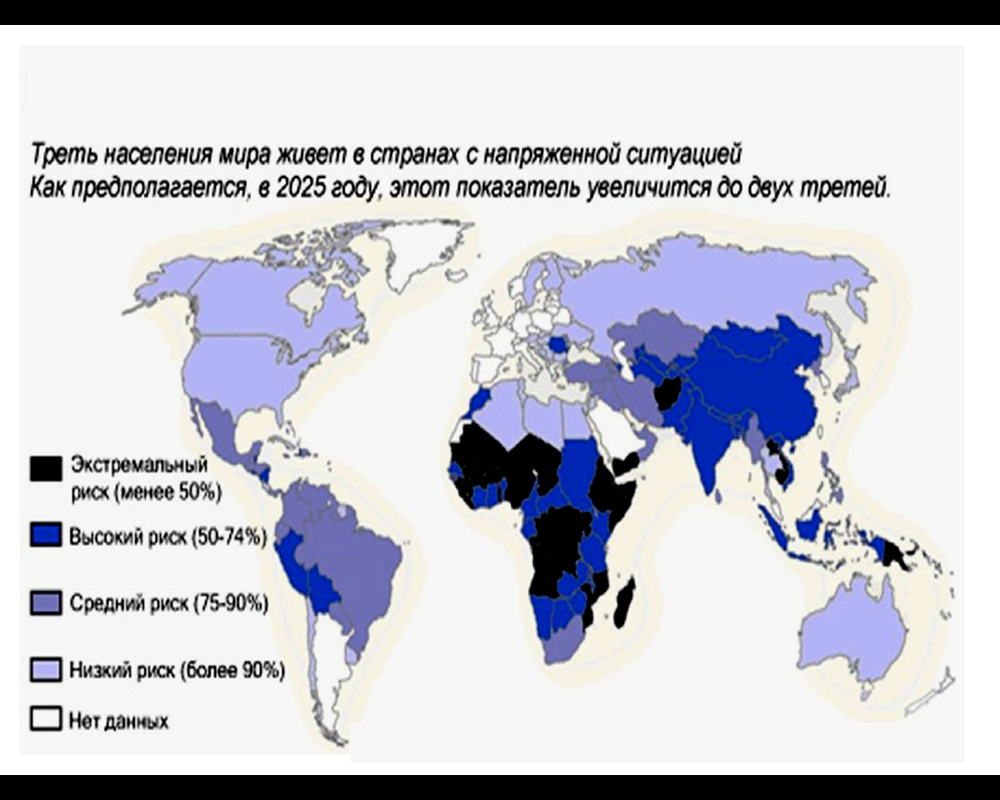 Треть населения мира живет в странах с напряженной ситуацией
Как предполагается, в 2025 году, этот показатель увеличится до двух третей.
Экстремальный
риск (менее 50%)
Высокий риск (50-74%)
Средний риск (75-90%)
Низкий риск (более 90%)
Нет данных